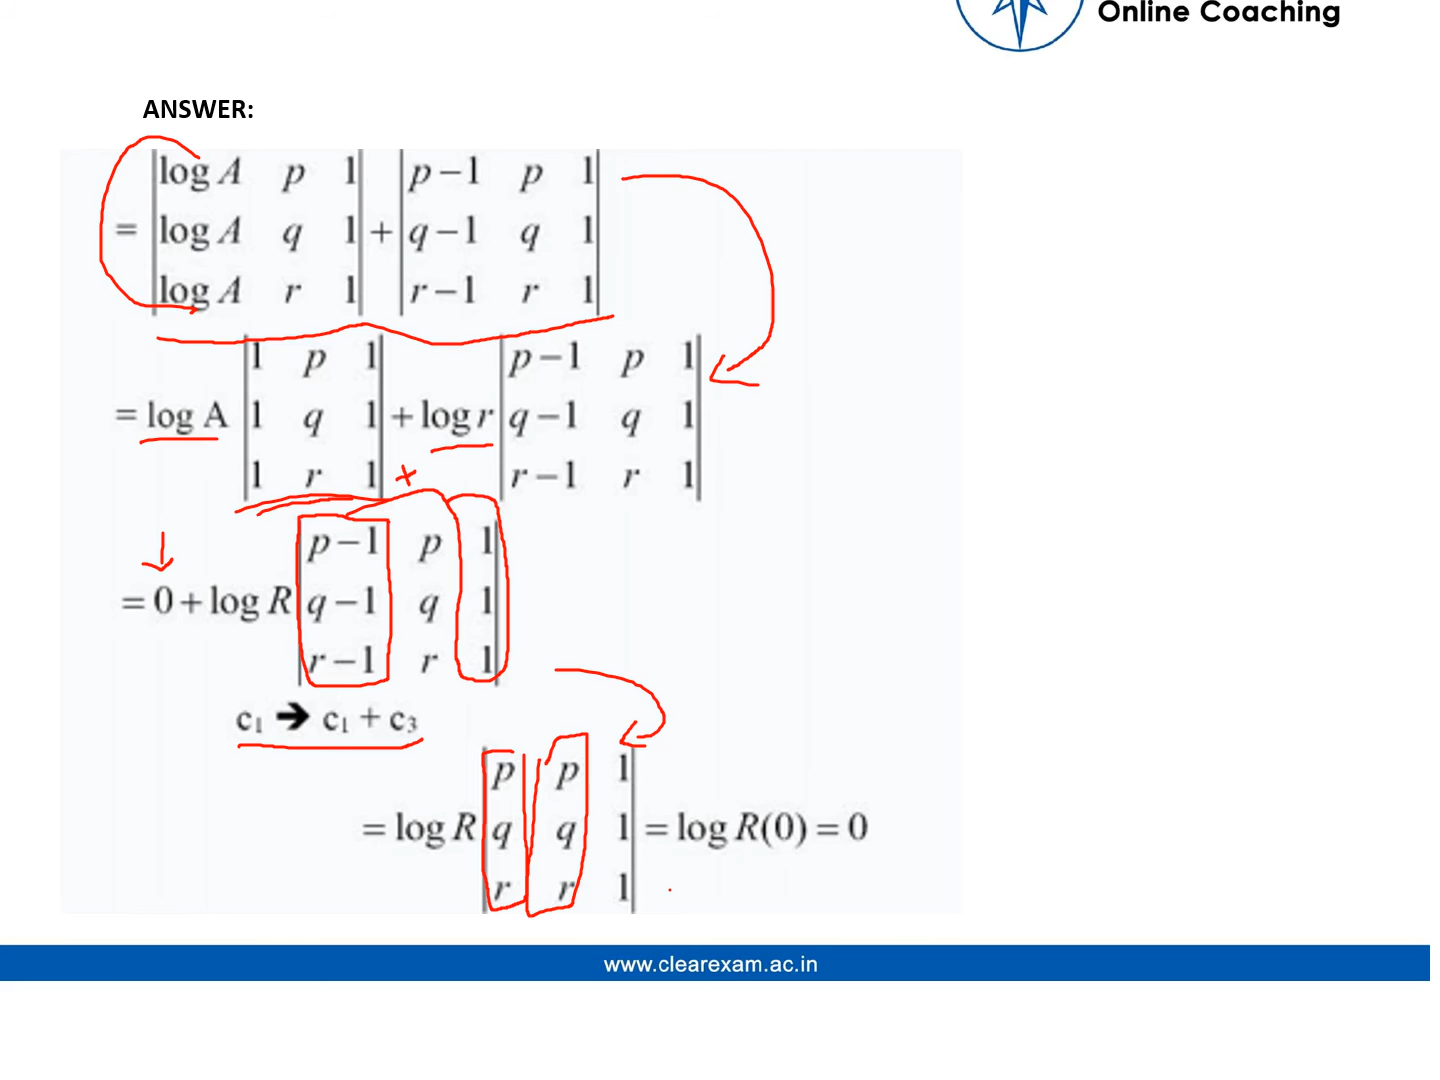 Online Coaching
ANSWER:
= |log A p 1| + |p−1 p 1|
|log A q 1| |q−1 q 1|
|log A r 1| |r−1 r 1|
= log A |1 p 1| + log r |p−1 p 1|
|1 q 1| |q−1 q 1|
|1 r 1| + |r−1 r 1|
= 0 + log R |p−1 p 1|
|q−1 q 1|
|r−1 r 1|
c₁ ➔ c₁ + c₃
= log R |p p 1| = log R(0) = 0
|q q 1|
|r r 1|
www.clearexam.ac.in